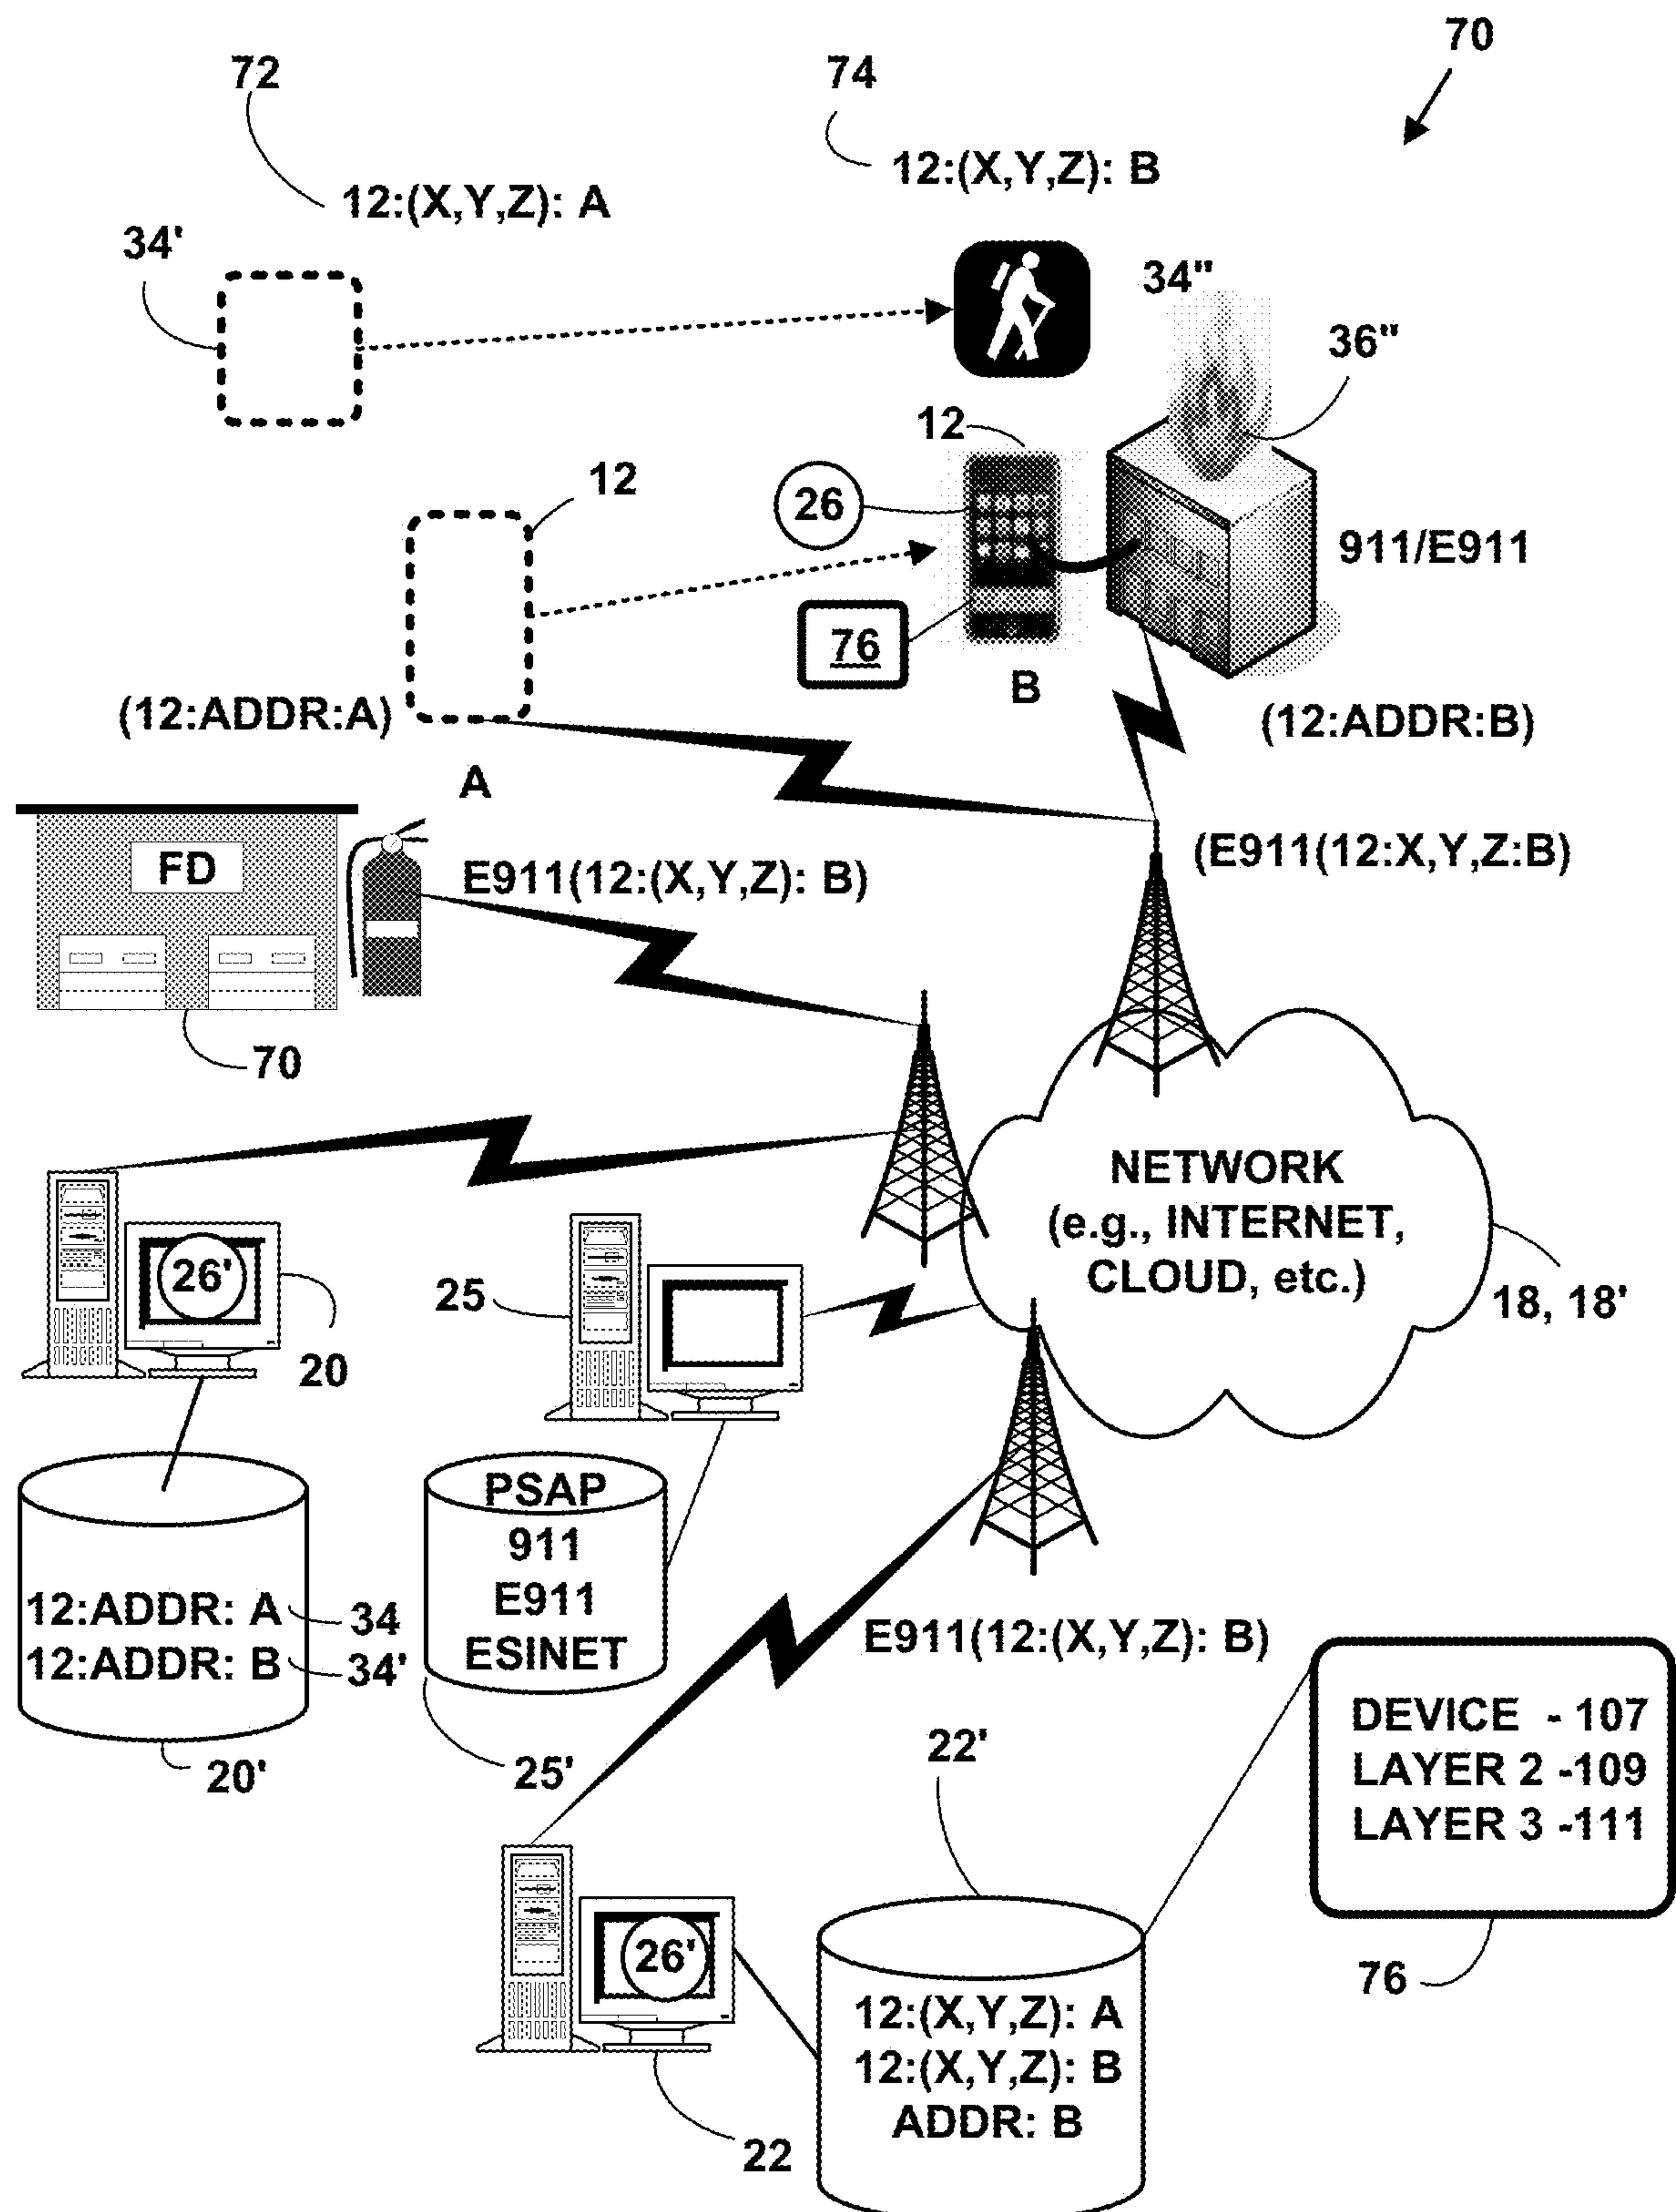 70
72
74
12:(X,Y,Z): B
12:(X,Y,Z): A
34'
34"
36"
12
12
26
911/E911
76
B
(12:ADDR:A)
(12:ADDR:B)
A
FD
E911(12:(X,Y,Z): B)
(E911(12:X,Y,Z:B)
70
NETWORK
(e.g., INTERNET,
CLOUD, etc.)
26'
25
18, 18'
20
PSAP
911
E911
ESINET
12:ADDR: A
34
12:ADDR: B
34'
E911(12:(X,Y,Z): B)
20'
25'
22'
DEVICE - 107
LAYER 2 -109
LAYER 3 -111
26'
76
12:(X,Y,Z): A
12:(X,Y,Z): B
ADDR: B
22